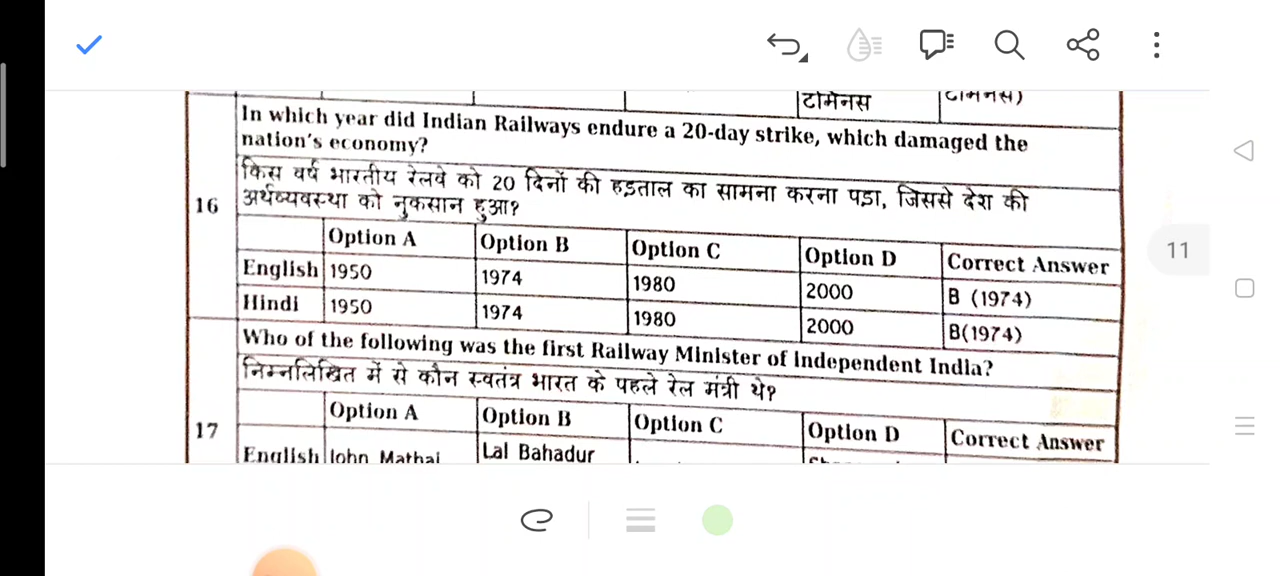 टर्मिनस
टर्मिनस)
In which year did Indian Railways endure a 20-day strike, which damaged the
nation's economy?
किस वर्ष भारतीय रेलवे को 20 दिनों की हड़ताल का सामना करना पड़ा, जिससे देश की
अर्थव्यवस्था को नुकसान हुआ?
16
Option A Option B Option C Option D Correct Answer
English 1950 1974 1980 2000 B (1974)
Hindi 1950 1974 1980 2000 B(1974)
Who of the following was the first Railway Minister of independent India?
निम्नलिखित में से कौन स्वतंत्र भारत के पहले रेल मंत्री थे?
17
Option A Option B Option C Option D Correct Answer
English John Mathai Lal Bahadur
11